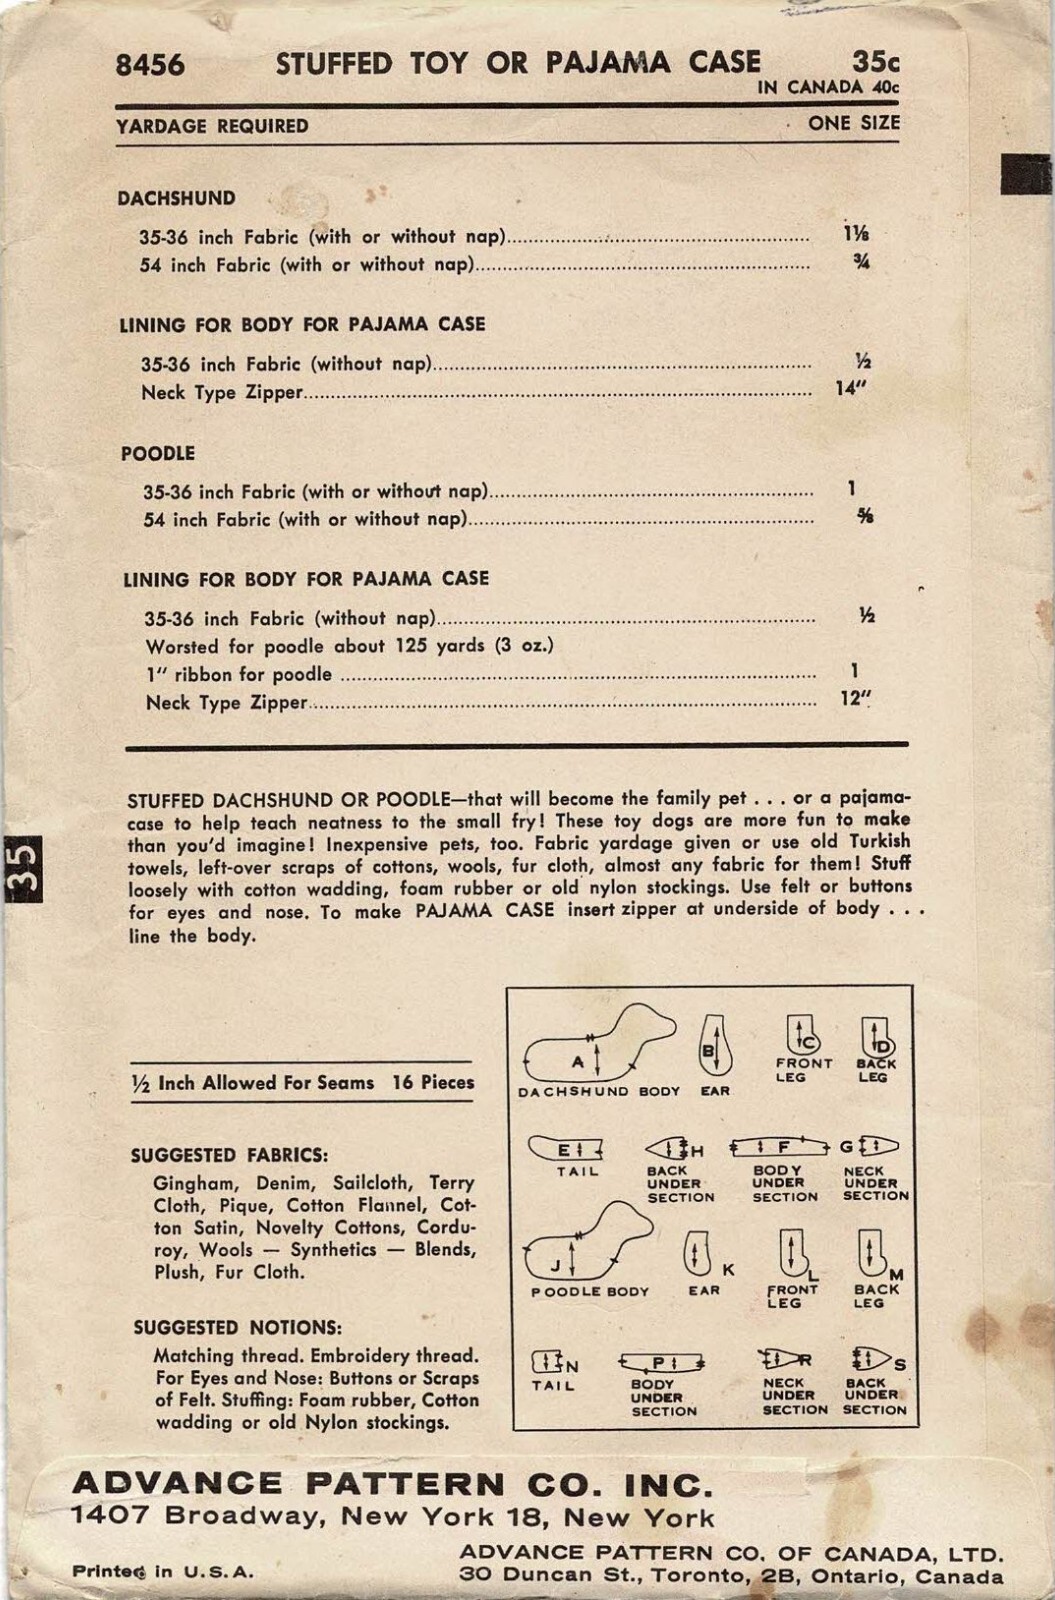 8456 STUFFED TOY OR PAJAMA CASE 35c
IN CANADA 40c
YARDAGE REQUIRED ONE SIZE
DACHSHUND
35-36 inch Fabric (with or without nap) 1⅛
54 inch Fabric (with or without nap) ¾
LINING FOR BODY FOR PAJAMA CASE
35-36 inch Fabric (without nap) ½
Neck Type Zipper 14"
POODLE
35-36 inch Fabric (with or without nap) 1
54 inch Fabric (with or without nap) ⅝
LINING FOR BODY FOR PAJAMA CASE
35-36 inch Fabric (without nap) ½
Worsted for poodle about 125 yards (3 oz.)
1" ribbon for poodle 1
Neck Type Zipper 12"
STUFFED DACHSHUND OR POODLE—that will become the family pet . . . or a pajama-
case to help teach neatness to the small fry! These toy dogs are more fun to make
than you'd imagine! Inexpensive pets, too. Fabric yardage given or use old Turkish
towels, left-over scraps of cottons, wools, fur cloth, almost any fabric for them! Stuff
loosely with cotton wadding, foam rubber or old nylon stockings. Use felt or buttons
for eyes and nose. To make PAJAMA CASE insert zipper at underside of body . . .
line the body.
35
½ Inch Allowed For Seams 16 Pieces
SUGGESTED FABRICS:
Gingham, Denim, Sailcloth, Terry
Cloth, Pique, Cotton Flannel, Cot-
ton Satin, Novelty Cottons, Cordu-
roy, Wools — Synthetics — Blends,
Plush, Fur Cloth.
SUGGESTED NOTIONS:
Matching thread. Embroidery thread.
For Eyes and Nose: Buttons or Scraps
of Felt. Stuffing: Foam rubber, Cotton
wadding or old Nylon stockings.
A B C D
DACHSHUND BODY EAR FRONT LEG BACK LEG
E H F G
TAIL BACK UNDER SECTION BODY UNDER SECTION NECK UNDER SECTION
J K L M
POODLE BODY EAR FRONT LEG BACK LEG
N P R S
TAIL BODY UNDER SECTION NECK UNDER SECTION BACK UNDER SECTION
ADVANCE PATTERN CO. INC.
1407 Broadway, New York 18, New York
ADVANCE PATTERN CO. OF CANADA, LTD.
Printed in U.S.A. 30 Duncan St., Toronto, 2B, Ontario, Canada